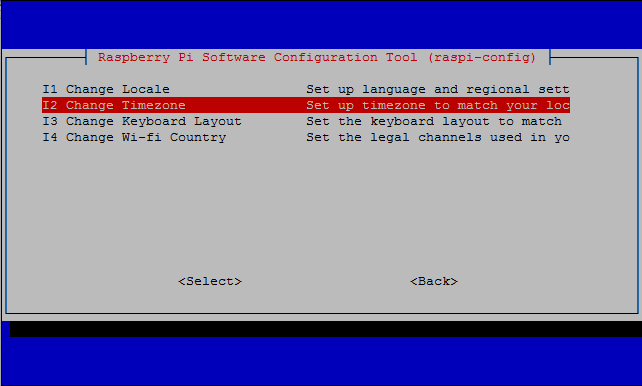 Raspberry Pi Software Configuration Tool (raspi-config)
I1 Change Locale Set up language and regional sett
I2 Change Timezone Set up timezone to match your loc
I3 Change Keyboard Layout Set the keyboard layout to match
I4 Change Wi-fi Country Set the legal channels used in yo
<Select> <Back>